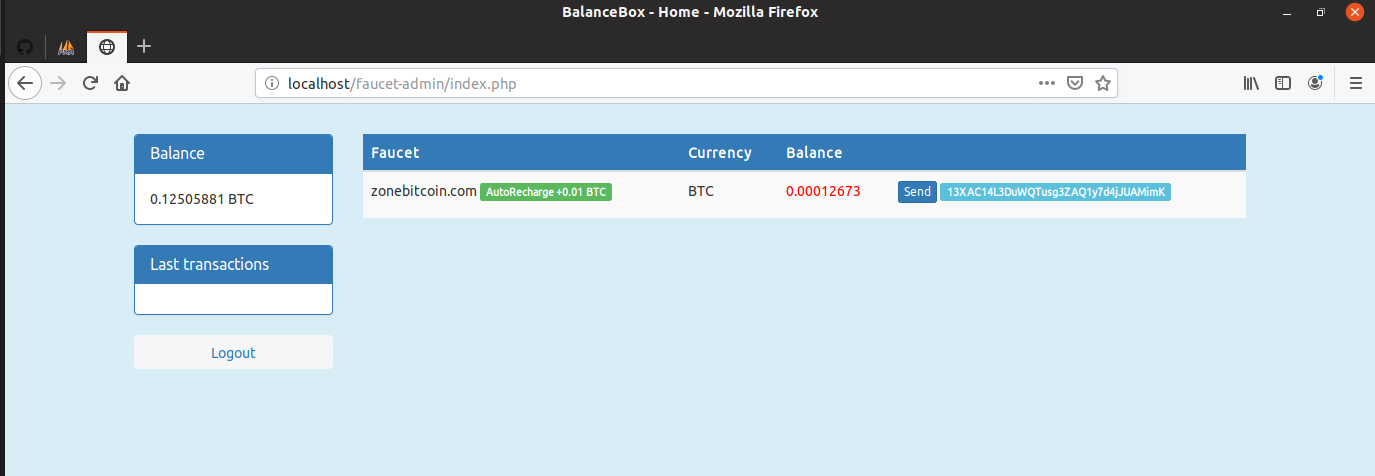 BalanceBox - Home - Mozilla Firefox
localhost/faucet-admin/index.php
Balance
0.12505881 BTC
Last transactions
Logout
Faucet Currency Balance
zonebitcoin.com AutoRecharge +0.01 BTC BTC 0.00012673 Send 13XAC14L3DuWQTusg3ZAQ1y7d4jJUAMimK